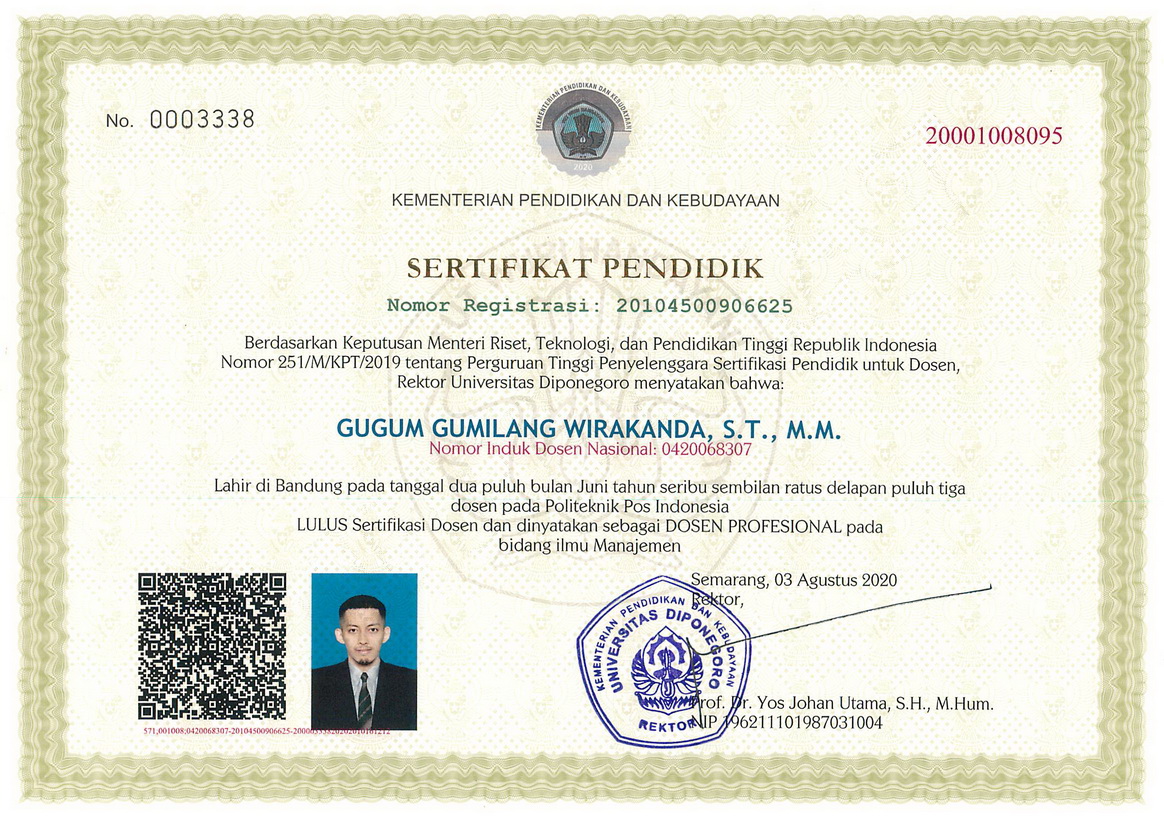 No. 0003338
KEMENTERIAN PENDIDIKAN DAN KEBUDAYAAN
2020
20001008095
KEMENTERIAN PENDIDIKAN DAN KEBUDAYAAN
SERTIFIKAT PENDIDIK
Nomor Registrasi: 20104500906625
Berdasarkan Keputusan Menteri Riset, Teknologi, dan Pendidikan Tinggi Republik Indonesia
Nomor 251/M/KPT/2019 tentang Perguruan Tinggi Penyelenggara Sertifikasi Pendidik untuk Dosen,
Rektor Universitas Diponegoro menyatakan bahwa:
GUGUM GUMILANG WIRAKANDA, S.T., M.M.
Nomor Induk Dosen Nasional: 0420068307
Lahir di Bandung pada tanggal dua puluh bulan Juni tahun seribu sembilan ratus delapan puluh tiga
dosen pada Politeknik Pos Indonesia
LULUS Sertifikasi Dosen dan dinyatakan sebagai DOSEN PROFESIONAL pada
bidang ilmu Manajemen
Semarang, 03 Agustus 2020
Rektor,
KEMENTERIAN PENDIDIKAN DAN KEBUDAYAAN
UNIVERSITAS DIPONEGORO
REKTOR
Prof. Dr. Yos Johan Utama, S.H., M.Hum.
NIP 196211101987031004